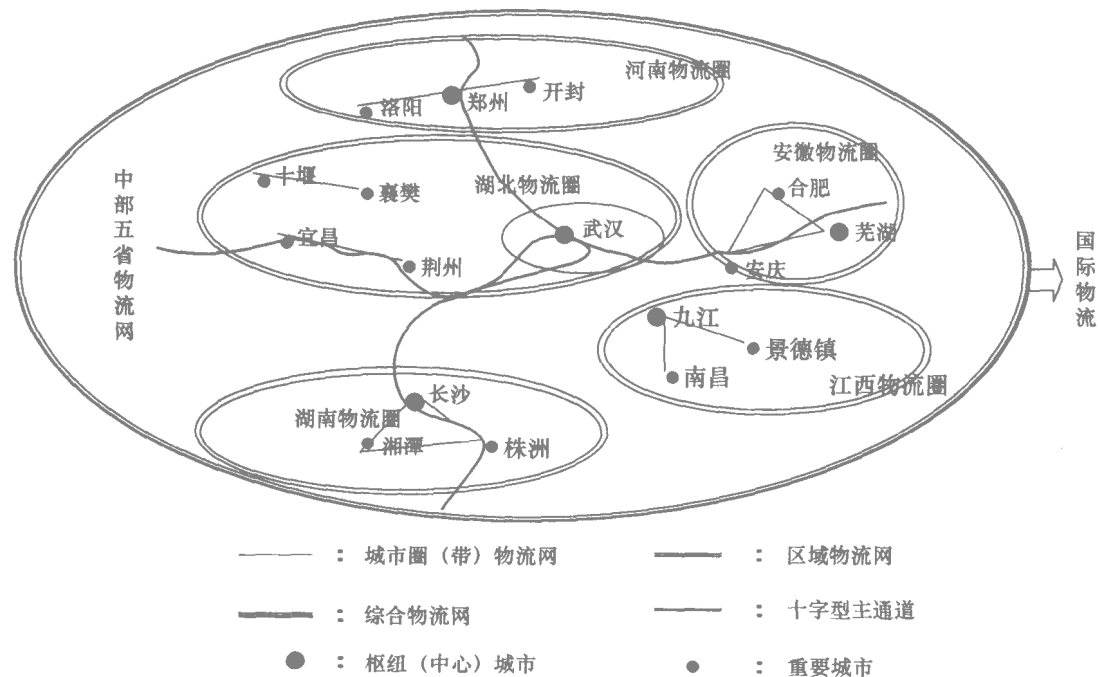 河南物流圈
洛阳
郑州
开封
中部五省物流网
十堰
襄樊
湖北物流圈
宜昌
荆州
武汉
安徽物流圈
合肥
芜湖
安庆
国际物流
九江
景德镇
南昌
江西物流圈
长沙
湖南物流圈
湘潭
株洲
：城市圈（带）物流网
：区域物流网
：综合物流网
：十字型主通道
：枢纽（中心）城市
：重要城市